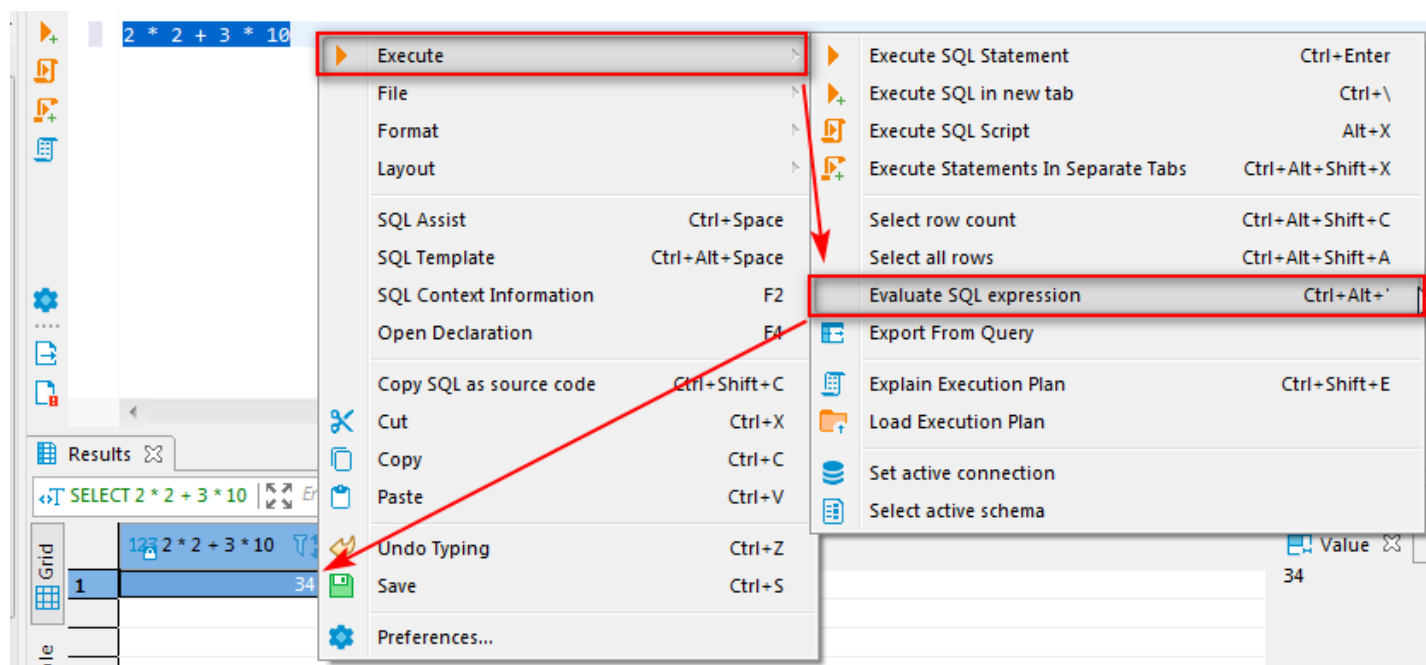 2 * 2 + 3 * 10
Execute
File
Format
Layout
SQL Assist Ctrl+Space
SQL Template Ctrl+Alt+Space
SQL Context Information F2
Open Declaration F4
Copy SQL as source code Ctrl+Shift+C
Cut Ctrl+X
Copy Ctrl+C
Paste Ctrl+V
Undo Typing Ctrl+Z
Save Ctrl+S
Preferences...
Execute SQL Statement Ctrl+Enter
Execute SQL in new tab Ctrl+\
Execute SQL Script Alt+X
Execute Statements In Separate Tabs Ctrl+Alt+Shift+X
Select row count Ctrl+Alt+Shift+C
Select all rows Ctrl+Alt+Shift+A
Evaluate SQL expression Ctrl+Alt+'
Export From Query
Explain Execution Plan Ctrl+Shift+E
Load Execution Plan
Set active connection
Select active schema
Results
SELECT 2 * 2 + 3 * 10
Grid
123 2 * 2 + 3 * 10
1 34
Value
34